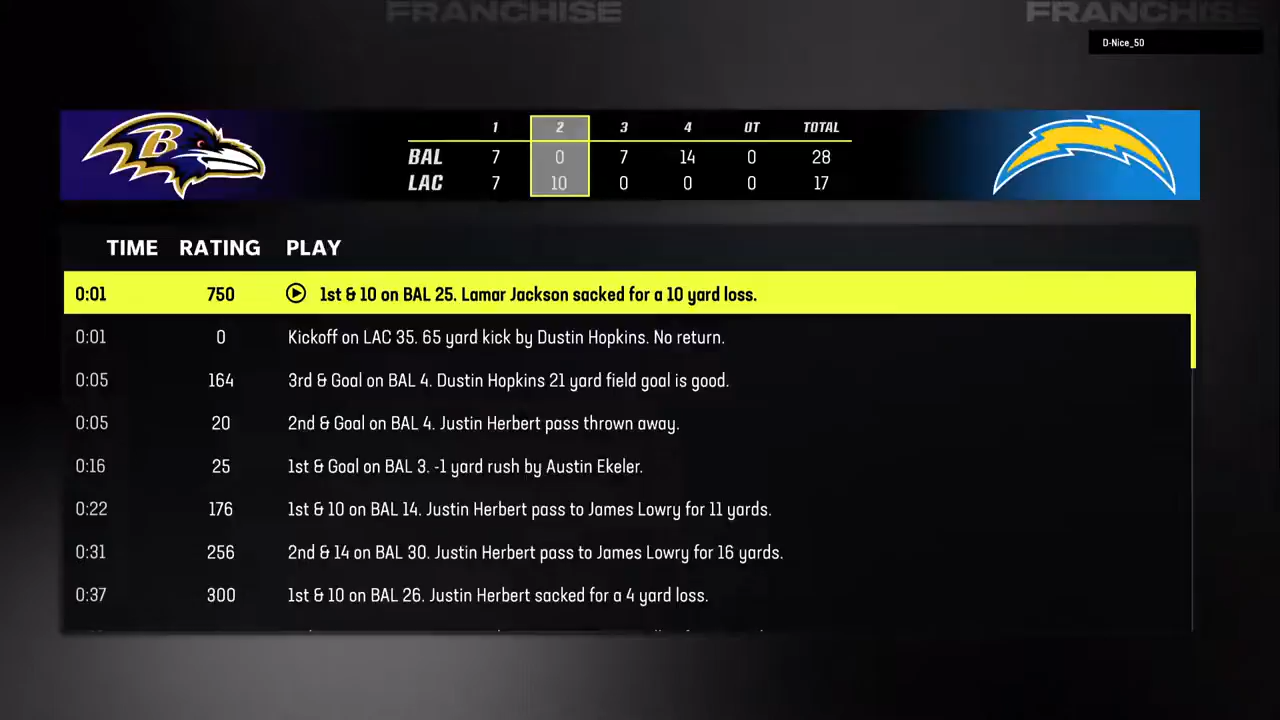 FRANCHISE FRANCHISE
D-Nice_50
1 2 3 4 OT TOTAL
BAL 7 0 7 14 0 28
LAC 7 10 0 0 0 17
B
TIME RATING PLAY
0:01 750 1st & 10 on BAL 25. Lamar Jackson sacked for a 10 yard loss.
0:01 0 Kickoff on LAC 35. 65 yard kick by Dustin Hopkins. No return.
0:05 164 3rd & Goal on BAL 4. Dustin Hopkins 21 yard field goal is good.
0:05 20 2nd & Goal on BAL 4. Justin Herbert pass thrown away.
0:16 25 1st & Goal on BAL 3. -1 yard rush by Austin Ekeler.
0:22 176 1st & 10 on BAL 14. Justin Herbert pass to James Lowry for 11 yards.
0:31 256 2nd & 14 on BAL 30. Justin Herbert pass to James Lowry for 16 yards.
0:37 300 1st & 10 on BAL 26. Justin Herbert sacked for a 4 yard loss.